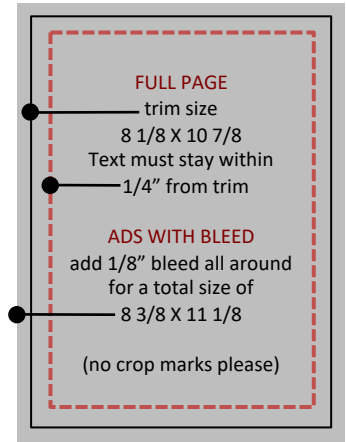 FULL PAGE
trim size
8 1/8 X 10 7/8
Text must stay within
1/4” from trim
ADS WITH BLEED
add 1/8” bleed all around
for a total size of
8 3/8 X 11 1/8
(no crop marks please)